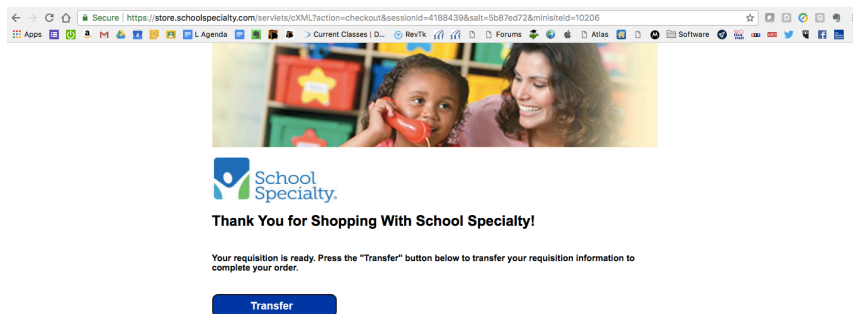 Secure | https://store.schoolspecialty.com/servlets/cXML?action=checkout&sessionId=4188439&salt=5b87ed72&minisiteId=10206
Apps L Agenda Current Classes | D... RevTk Forums Atlas Software
School
Specialty.
Thank You for Shopping With School Specialty!
Your requisition is ready. Press the "Transfer" button below to transfer your requisition information to
complete your order.
Transfer